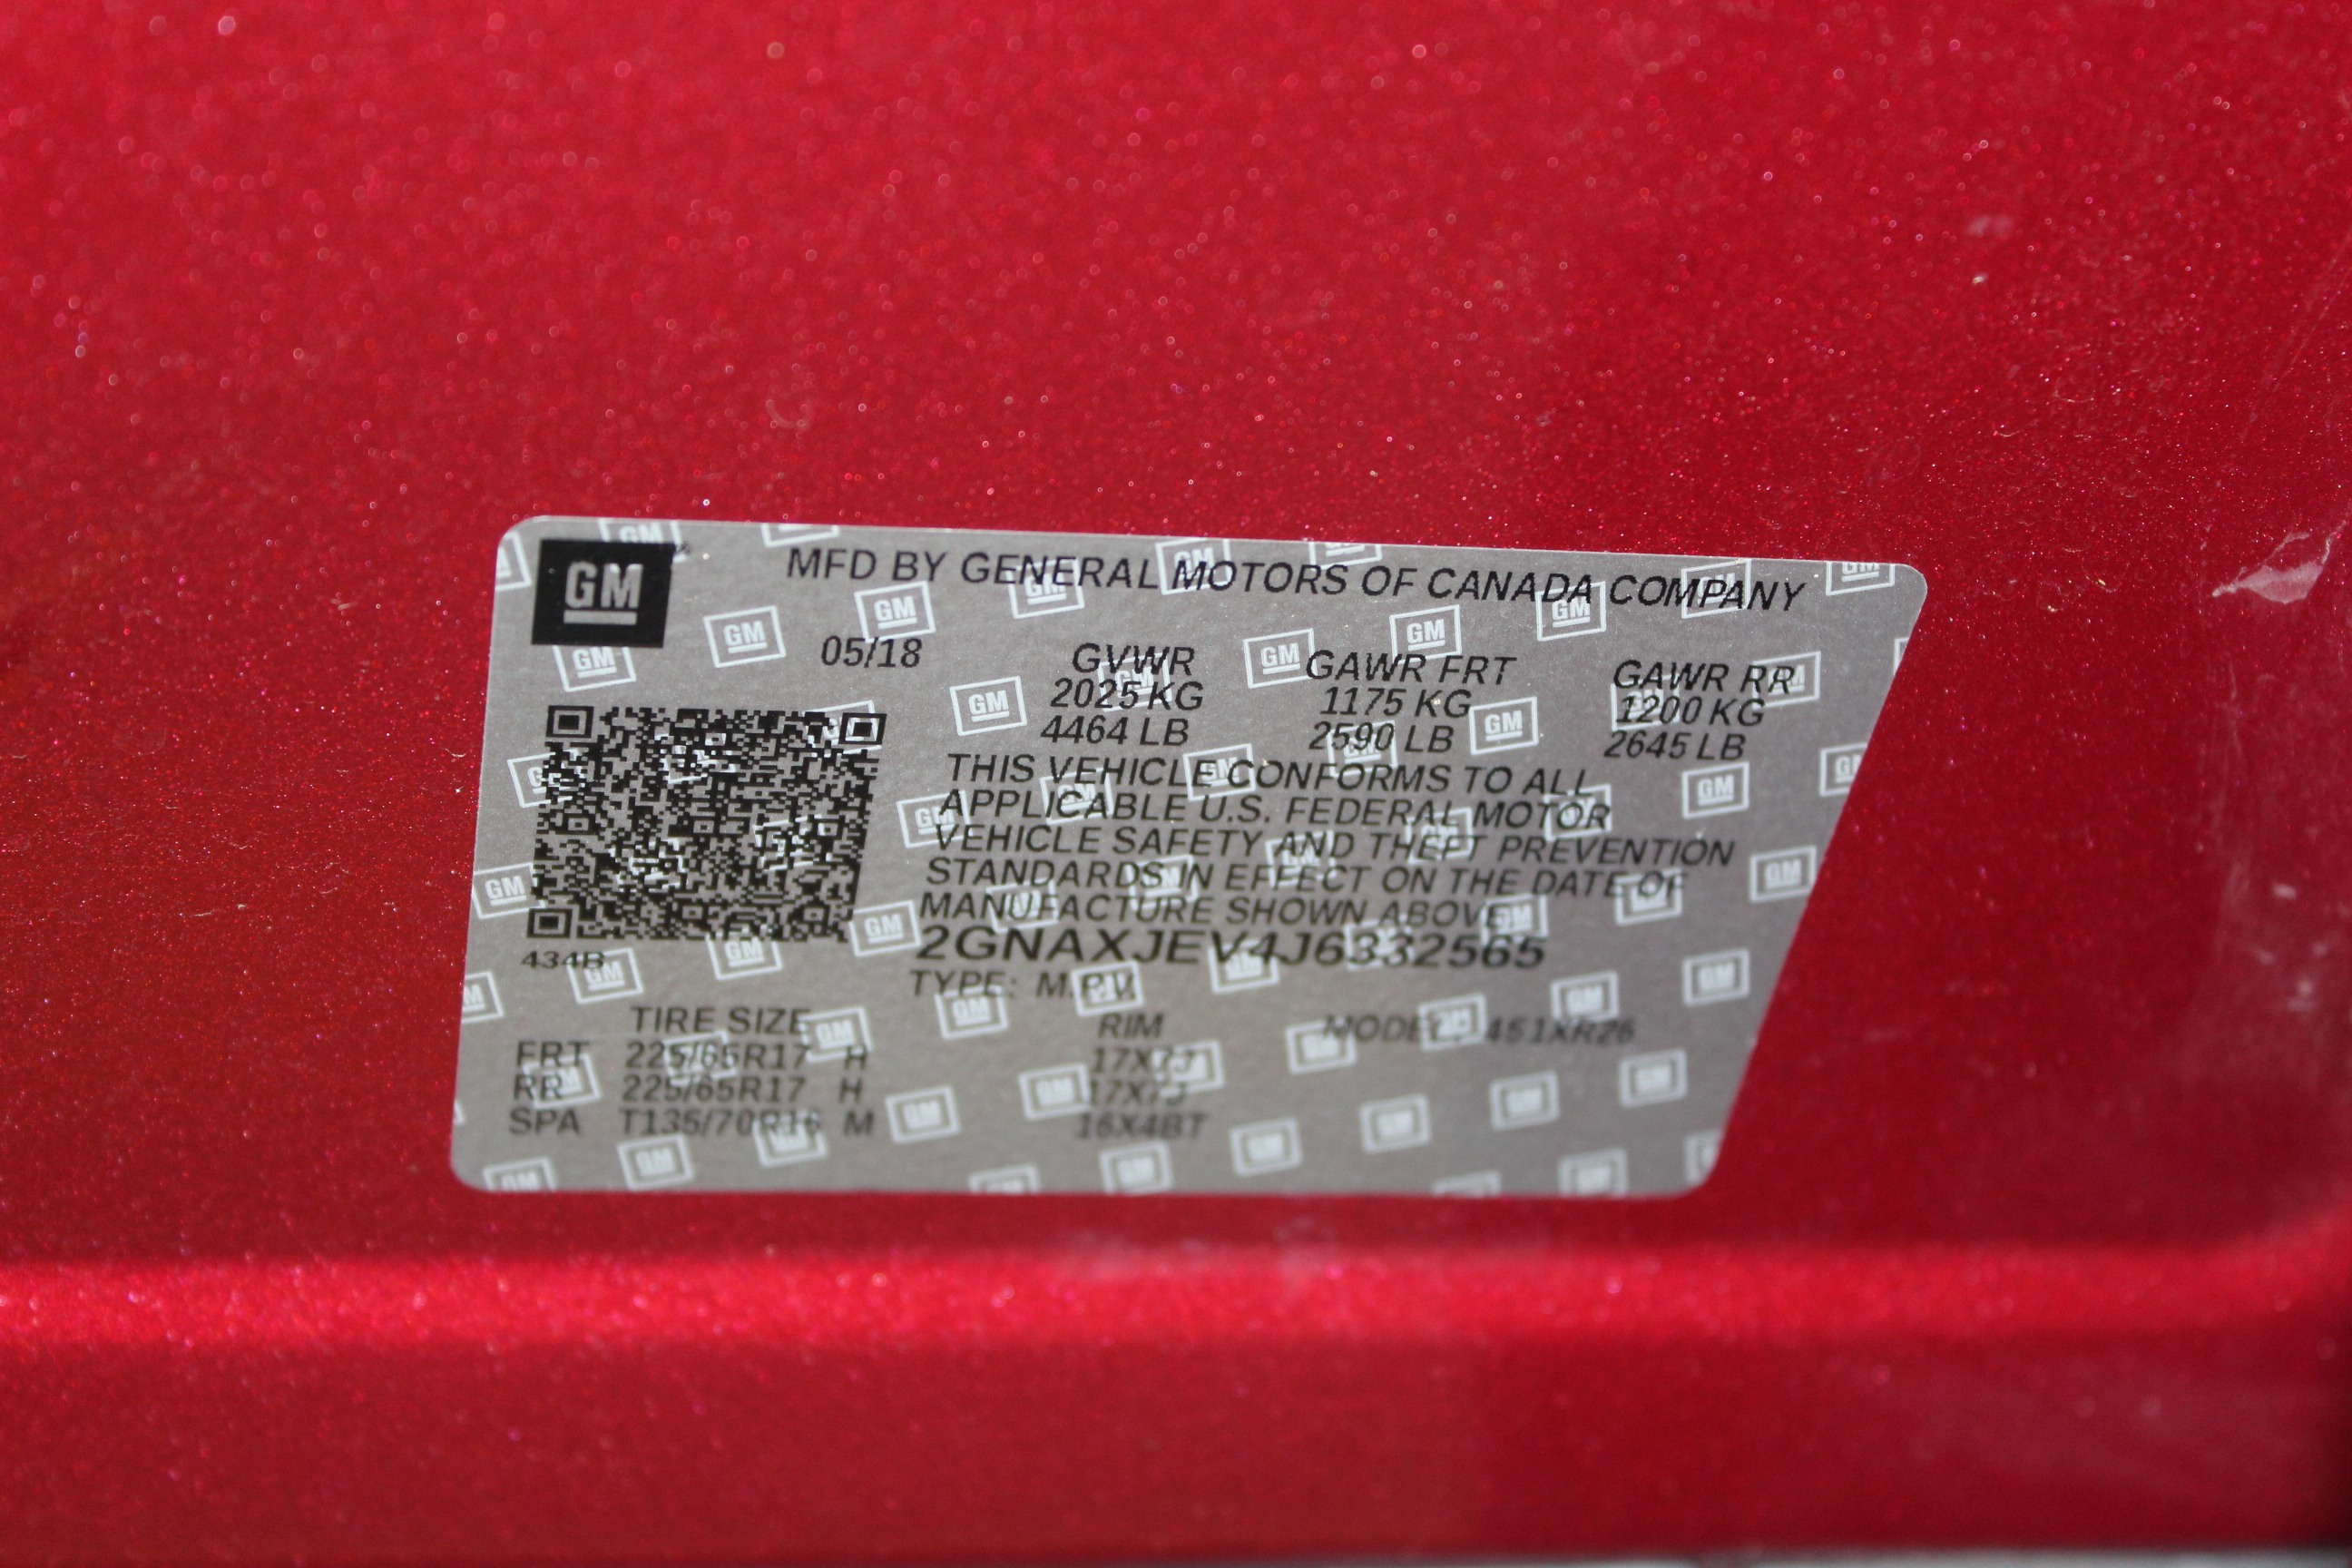 GM
MFD BY GENERAL MOTORS OF CANADA COMPANY
05/18
GVWR GAWR FRT GAWR RR
2025 KG 1175 KG 1200 KG
4464 LB 2590 LB 2645 LB
THIS VEHICLE CONFORMS TO ALL
APPLICABLE U.S. FEDERAL MOTOR
VEHICLE SAFETY AND THEFT PREVENTION
STANDARDS IN EFFECT ON THE DATE OF
MANUFACTURE SHOWN ABOVE
2GNAXJEV4J6332565
434B
TYPE: M.P.V.
TIRE SIZE RIM MODEL: 451XR26
FRT 225/65R17 H 17X7J
RR 225/65R17 H 17X7J
SPA T135/70R16 M 16X4BT